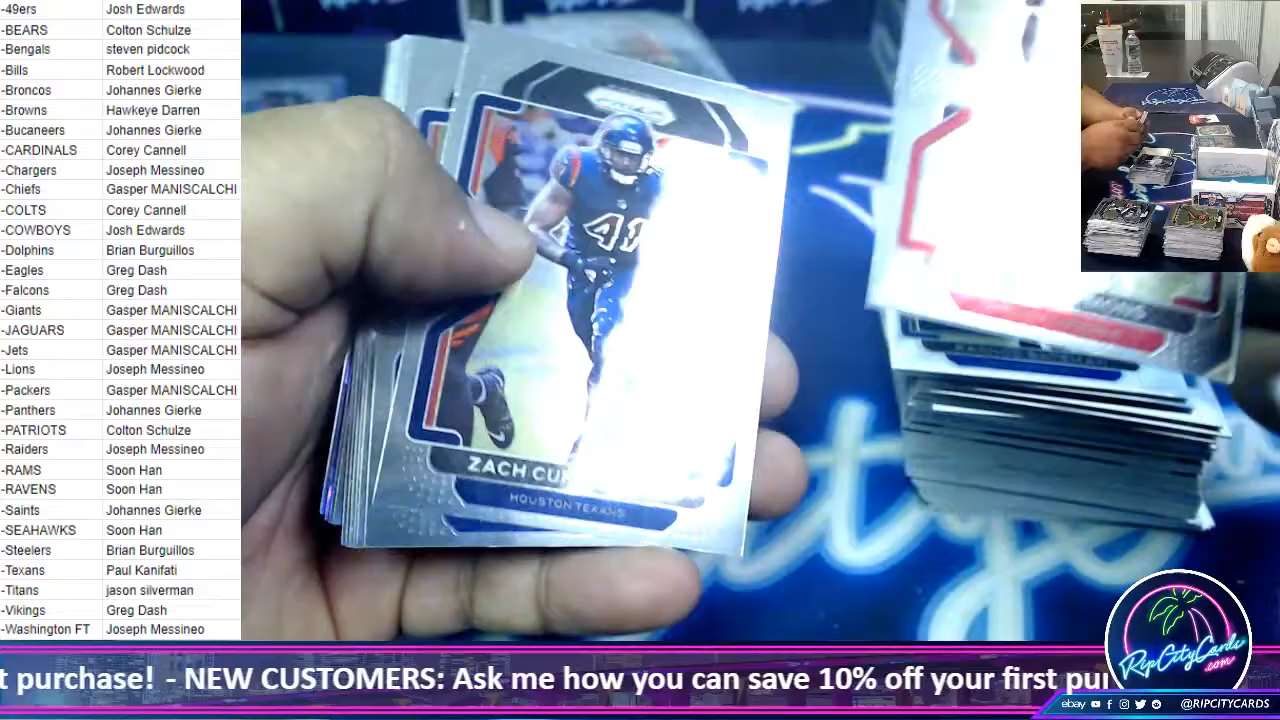 -49ers Josh Edwards
-BEARS Colton Schulze
-Bengals steven pidcock
-Bills Robert Lockwood
-Broncos Johannes Gierke
-Browns Hawkeye Darren
-Bucaneers Johannes Gierke
-CARDINALS Corey Cannell
-Chargers Joseph Messineo
-Chiefs Gasper MANISCALCHI
-COLTS Corey Cannell
-COWBOYS Josh Edwards
-Dolphins Brian Burguillos
-Eagles Greg Dash
-Falcons Greg Dash
-Giants Gasper MANISCALCHI
-JAGUARS Gasper MANISCALCHI
-Jets Gasper MANISCALCHI
-Lions Joseph Messineo
-Packers Gasper MANISCALCHI
-Panthers Johannes Gierke
-PATRIOTS Colton Schulze
-Raiders Joseph Messineo
-RAMS Soon Han
-RAVENS Soon Han
-Saints Johannes Gierke
-SEAHAWKS Soon Han
-Steelers Brian Burguillos
-Texans Paul Kanifati
-Titans jason silverman
-Vikings Greg Dash
-Washington FT Joseph Messineo
41
ZACH CU
HOUSTON TEXANS
t purchase! - NEW CUSTOMERS: Ask me how you can save 10% off your first pu
RipCityCards
.com
ebay @RIPCITYCARDS